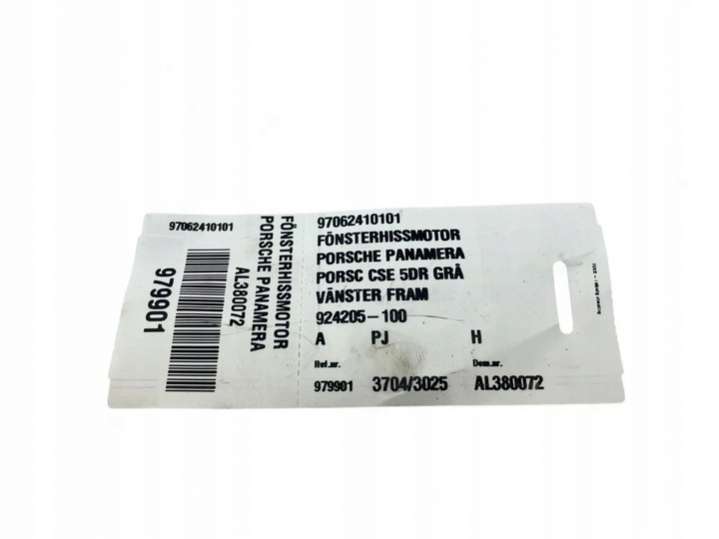 97062410101
979901
AL380072
PORSCHE PANAMERA
FÖNSTERHISSMOTOR
97062410101
FÖNSTERHISSMOTOR
PORSCHE PANAMERA
PORSC CSE 5DR GRÅ
VÄNSTER FRAM
924205-100
A PJ H
Ref.nr. Dem.nr.
979901 3704/3025 AL380072